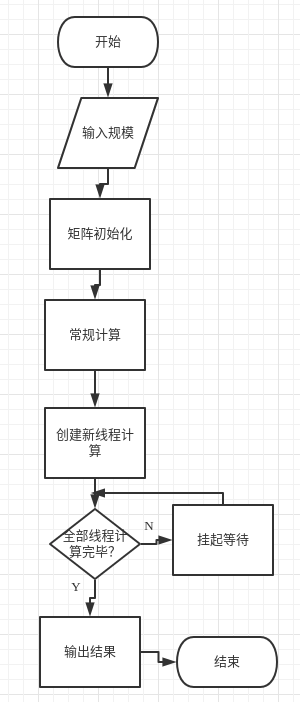 开始
输入规模
矩阵初始化
常规计算
创建新线程计
算
全部线程计
算完毕？
N
挂起等待
Y
输出结果
结束